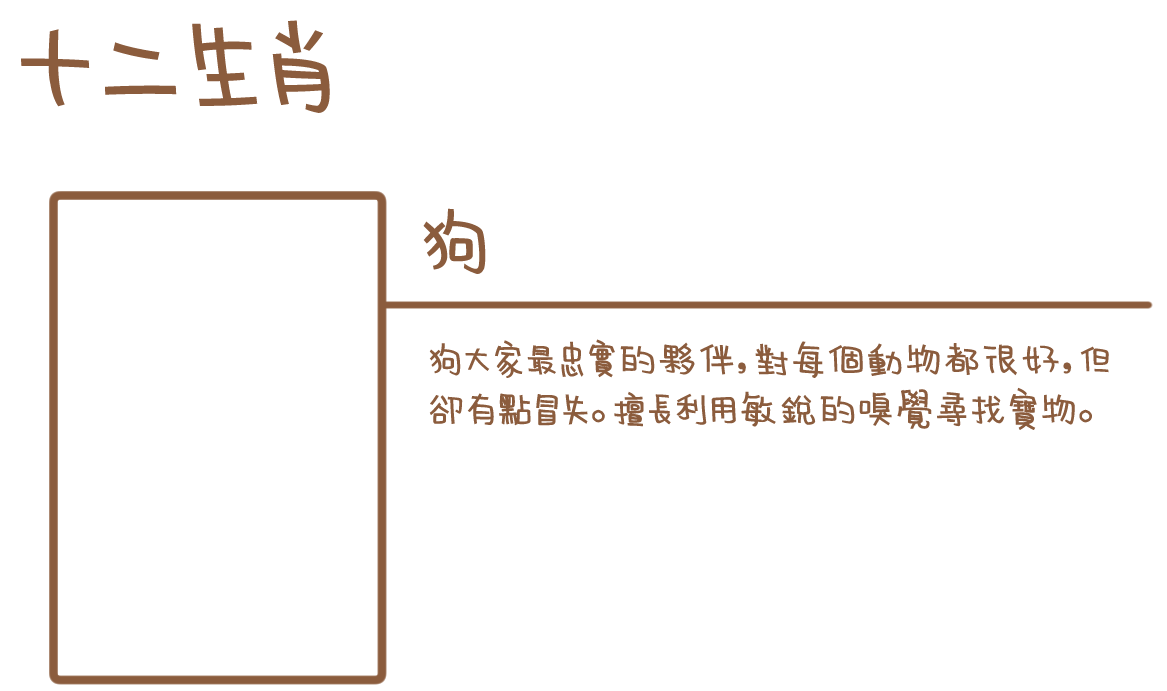 十二生肖
狗
狗大家最忠實的夥伴，對每個動物都很好，但
卻有點冒失。擅長利用敏銳的嗅覺尋找寶物。